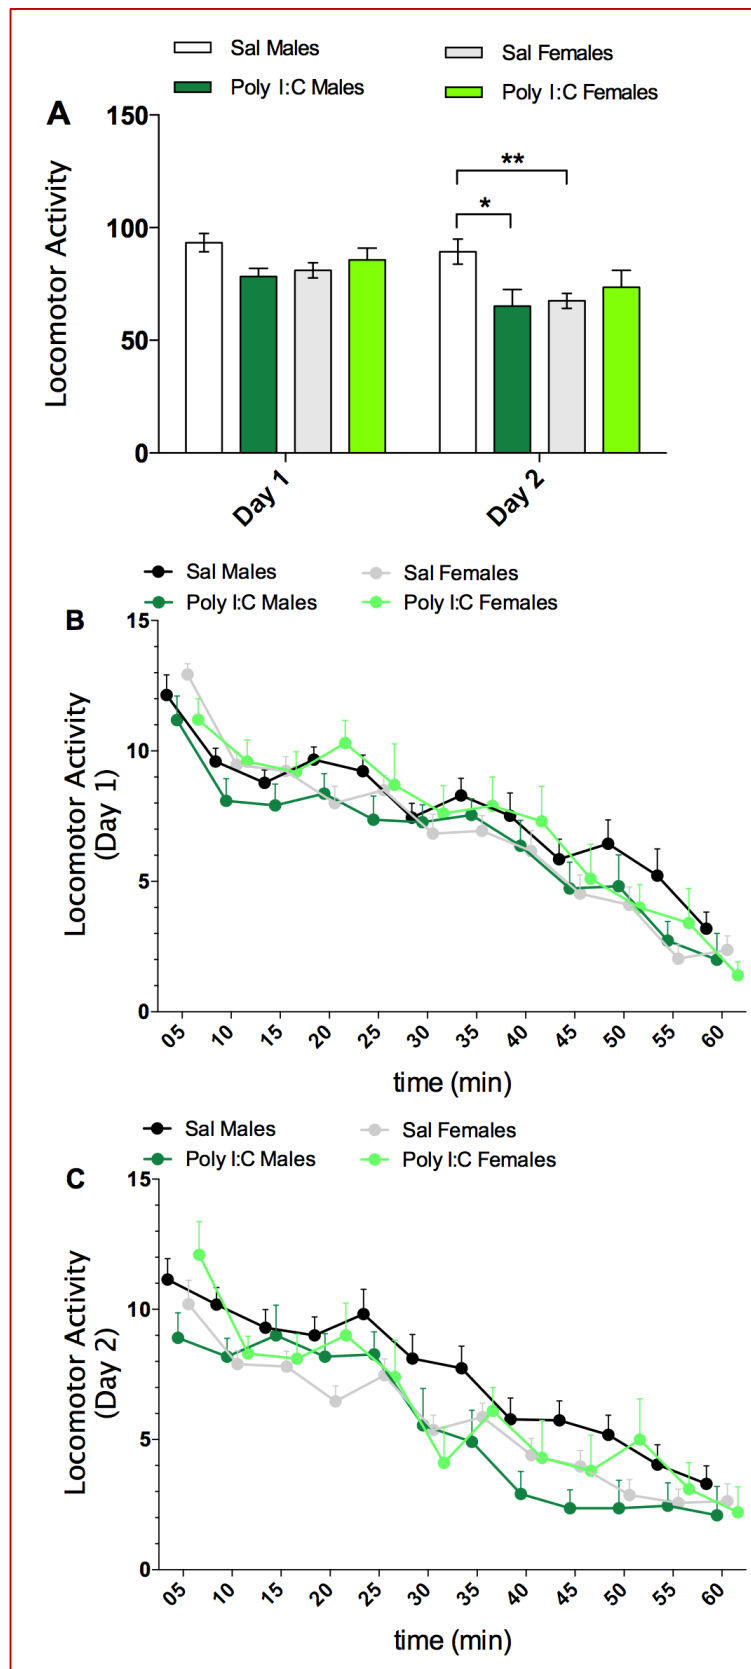 Sal Males
Sal Females
Poly I:C Males
Poly I:C Females
A
150
100
50
0
Locomotor Activity
**
*
Day 1
Day 2
Sal Males
Sal Females
Poly I:C Males
Poly I:C Females
B
15
10
5
0
Locomotor Activity
(Day 1)
05 10 15 20 25 30 35 40 45 50 55 60
time (min)
Sal Males
Sal Females
Poly I:C Males
Poly I:C Females
C
15
10
5
0
Locomotor Activity
(Day 2)
05 10 15 20 25 30 35 40 45 50 55 60
time (min)